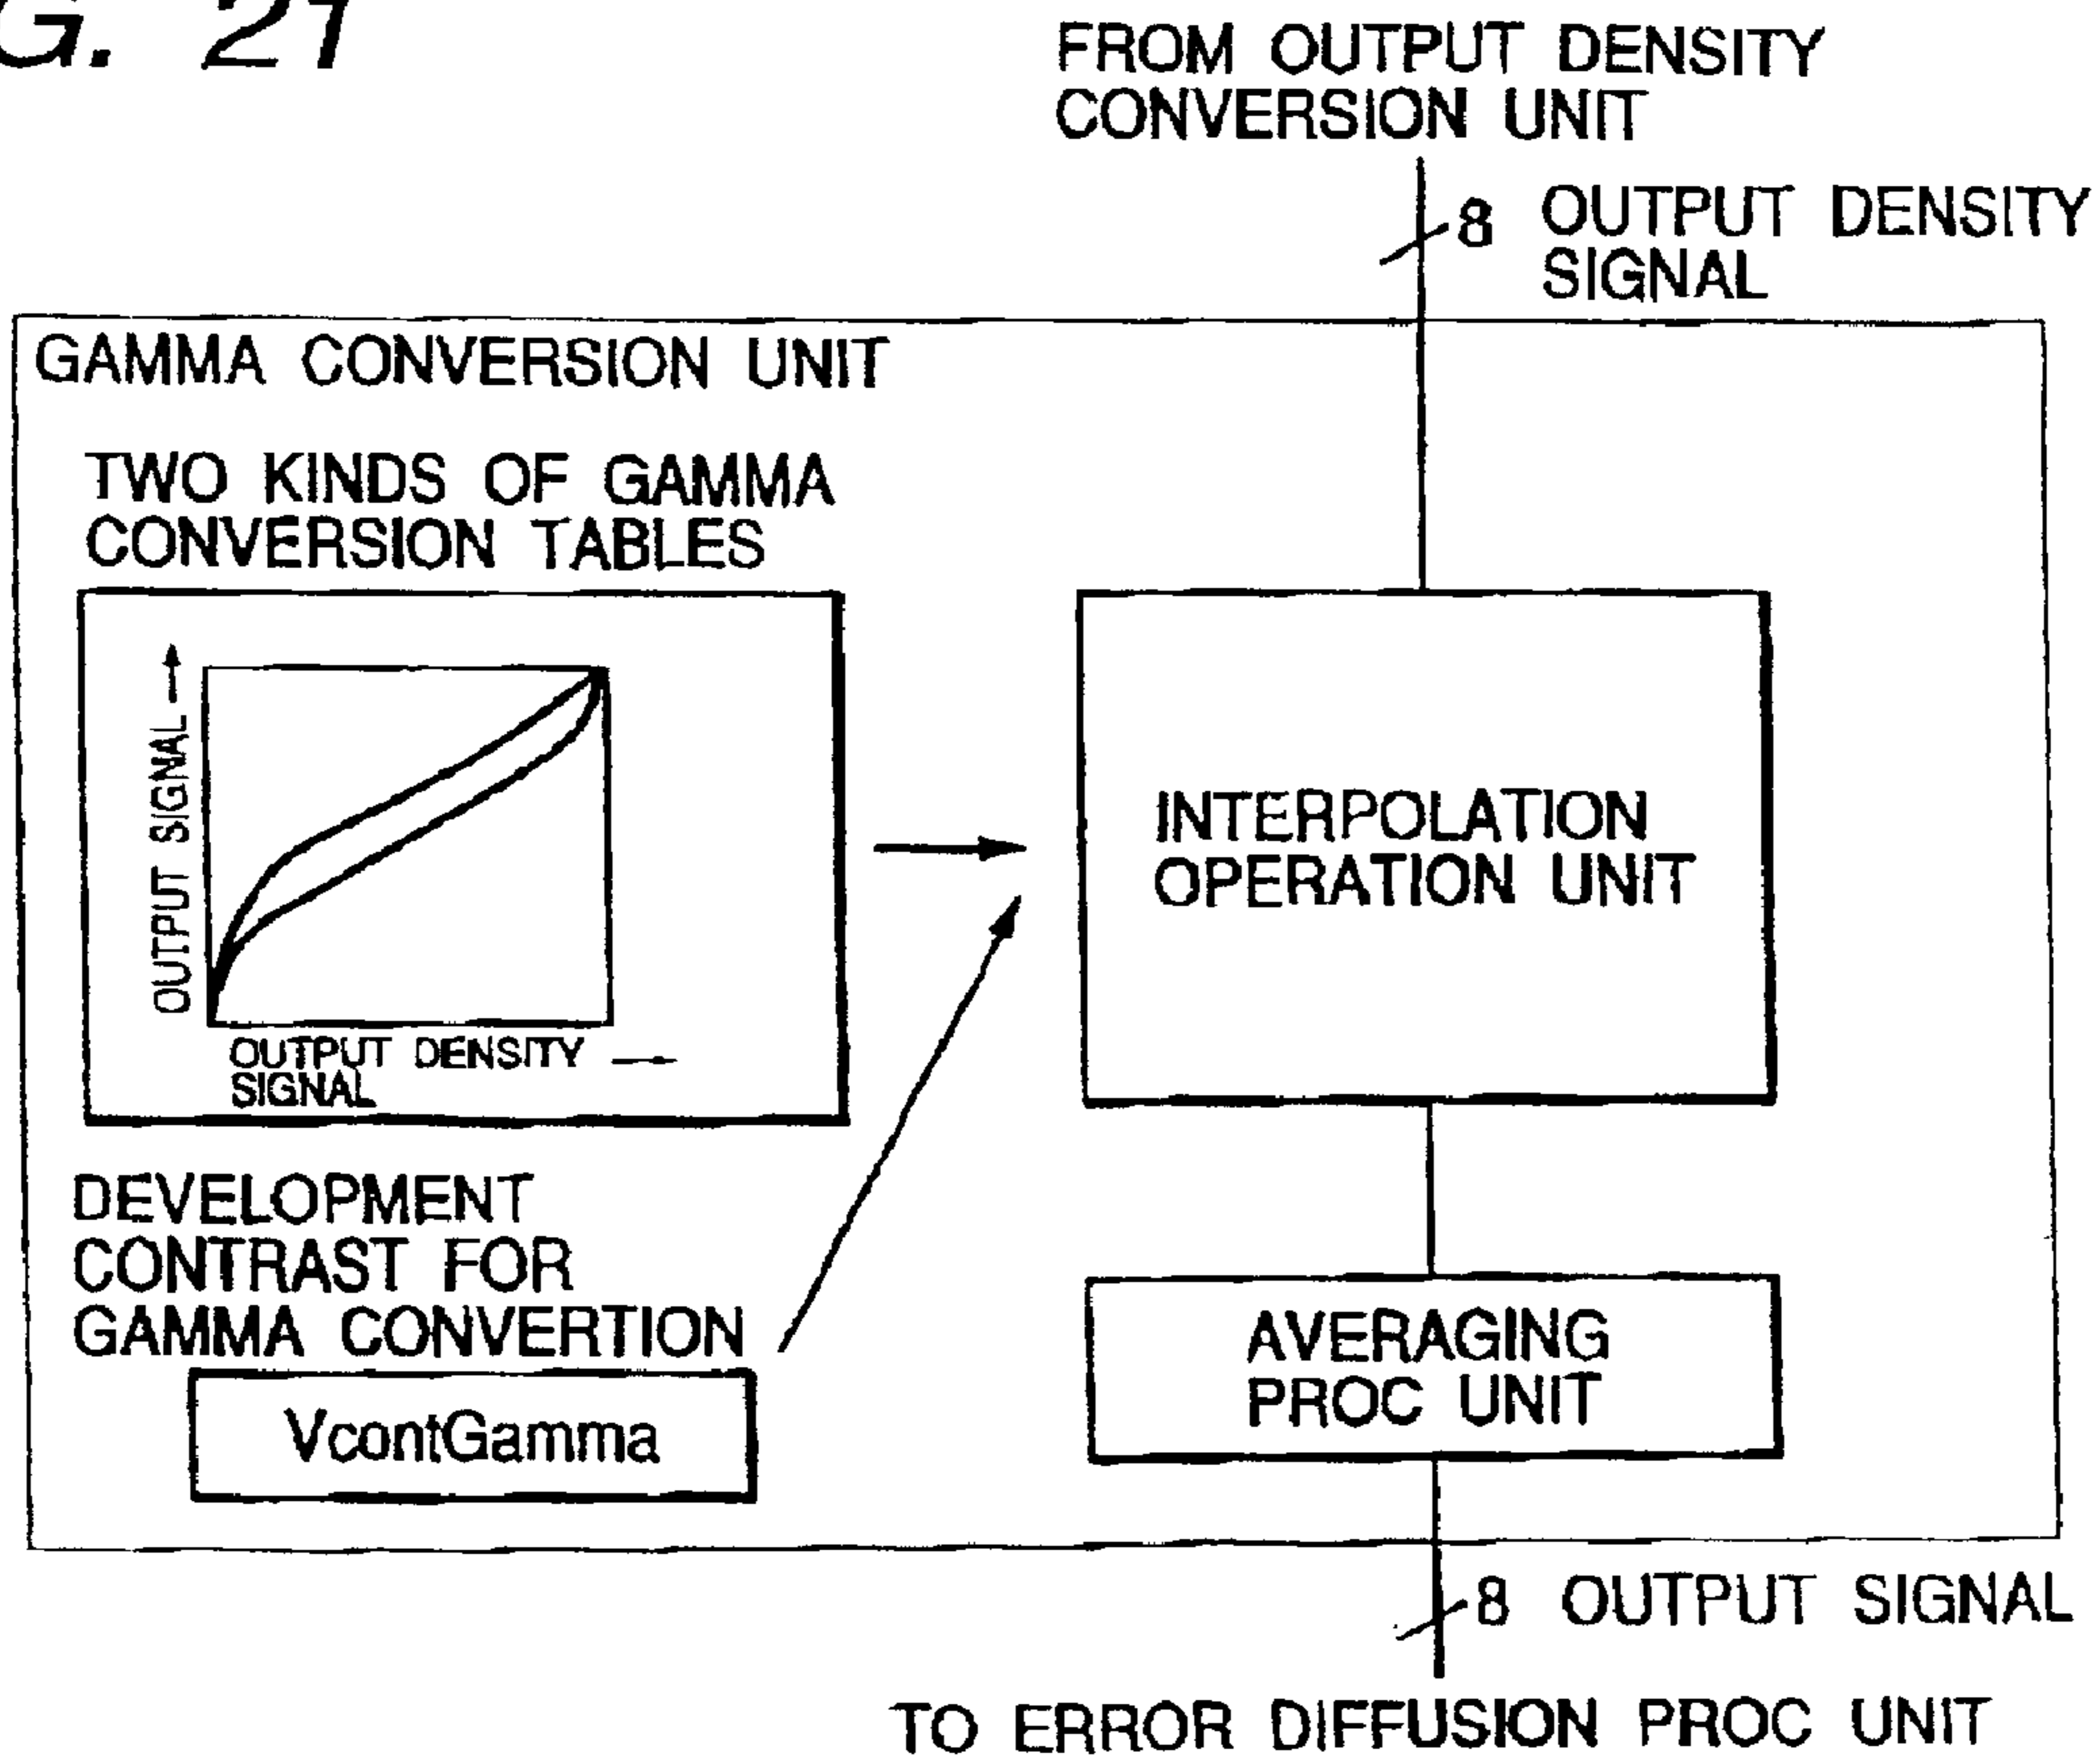 G. 21
FROM OUTPUT DENSITY
CONVERSION UNIT
8 OUTPUT DENSITY
SIGNAL
GAMMA CONVERSION UNIT
TWO KINDS OF GAMMA
CONVERSION TABLES
OUTPUT SIGNAL
OUTPUT DENSITY
SIGNAL
INTERPOLATION
OPERATION UNIT
DEVELOPMENT
CONTRAST FOR
GAMMA CONVERTION
VcontGamma
AVERAGING
PROC UNIT
8 OUTPUT SIGNAL
TO ERROR DIFFUSION PROC UNIT